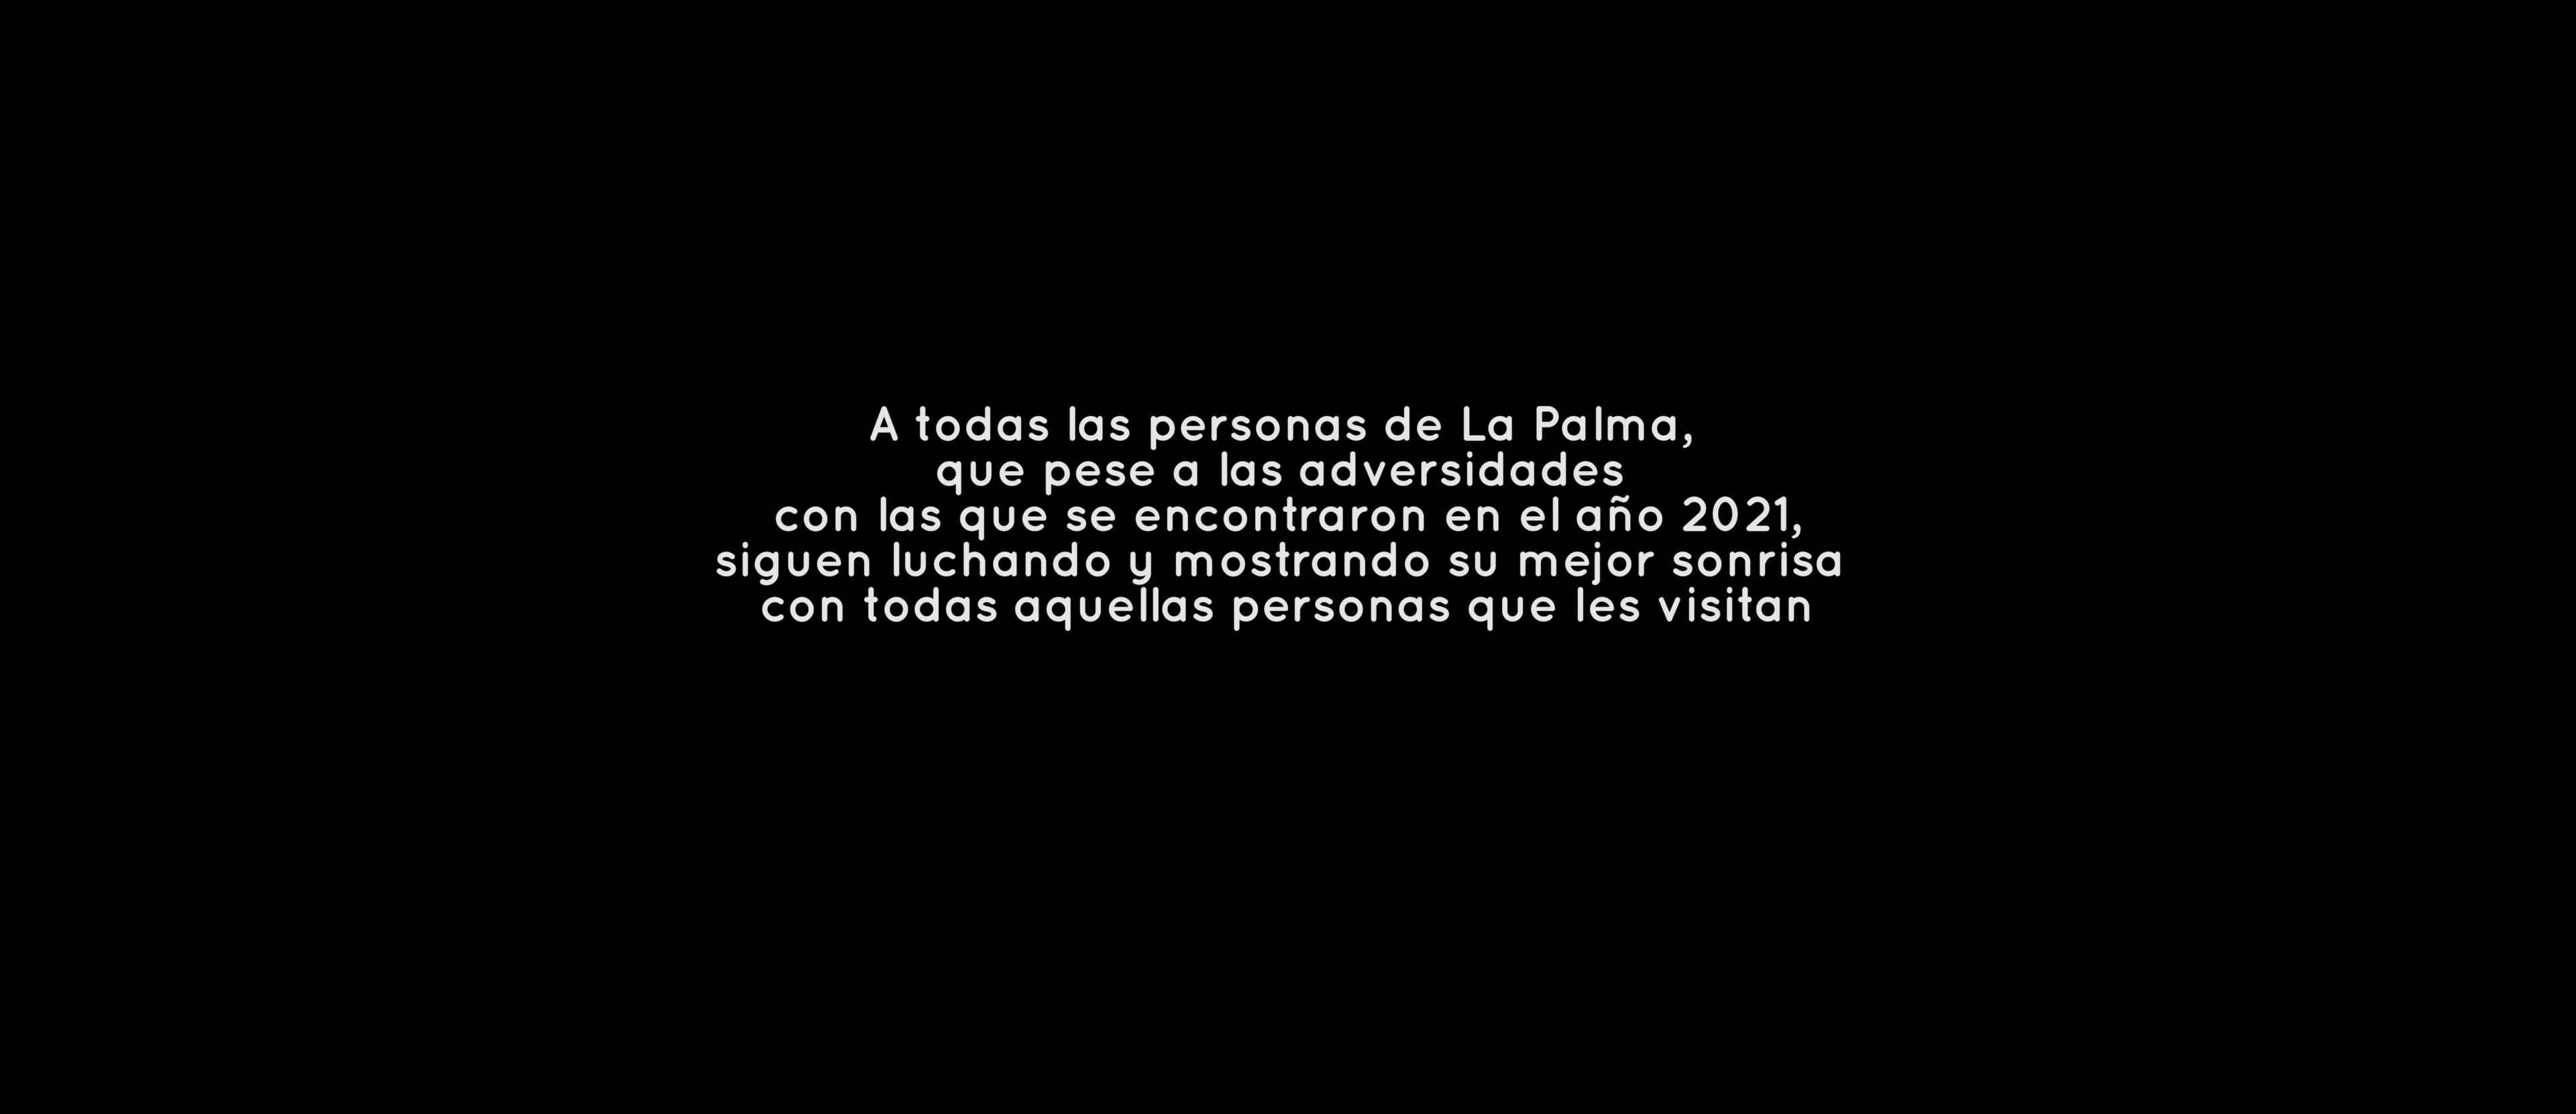 A todas las personas de La Palma,
que pese a las adversidades
con las que se encontraron en el año 2021,
siguen luchando y mostrando su mejor sonrisa
con todas aquellas personas que les visitan